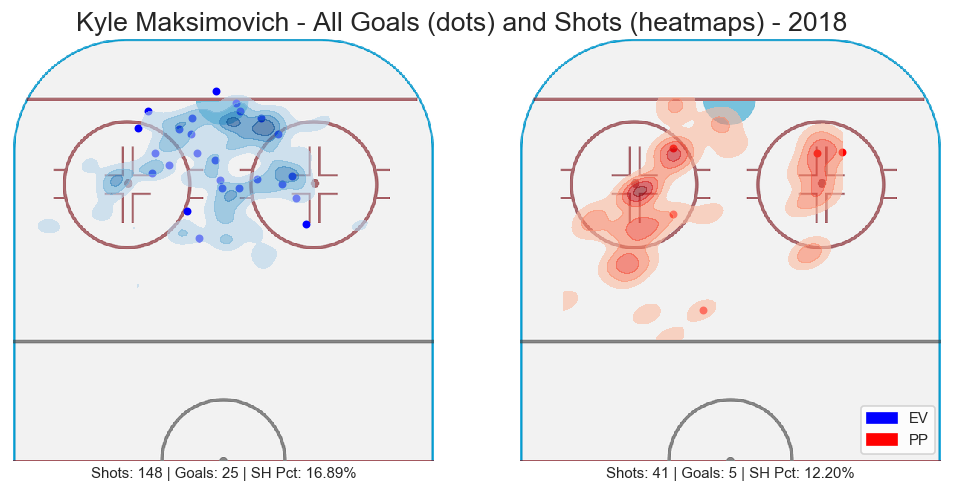 Kyle Maksimovich - All Goals (dots) and Shots (heatmaps) - 2018
EV
PP
Shots: 148 | Goals: 25 | SH Pct: 16.89%
Shots: 41 | Goals: 5 | SH Pct: 12.20%